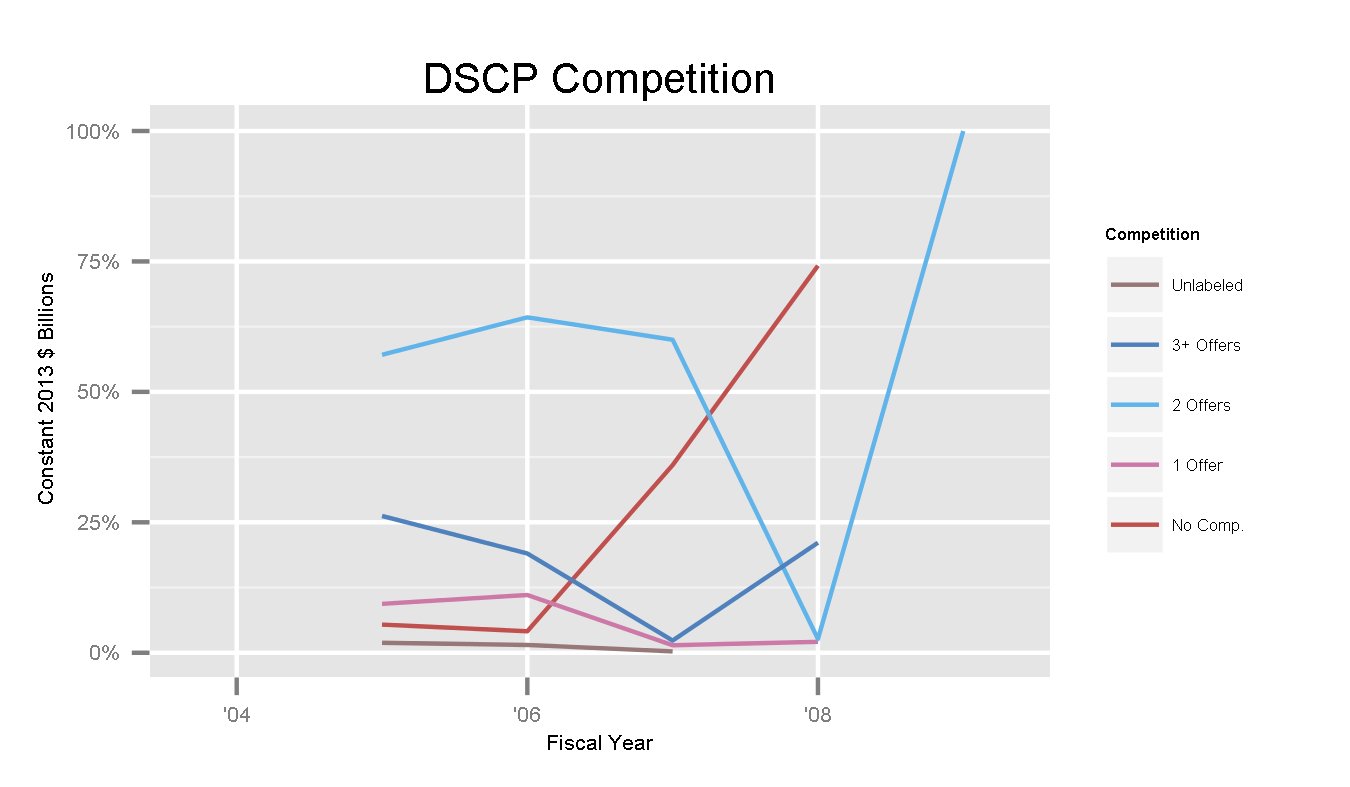 DSCP Competition
100%
75%
50%
25%
0%
Constant 2013 $ Billions
'04
'06
'08
Fiscal Year
Competition
Unlabeled
3+ Offers
2 Offers
1 Offer
No Comp.